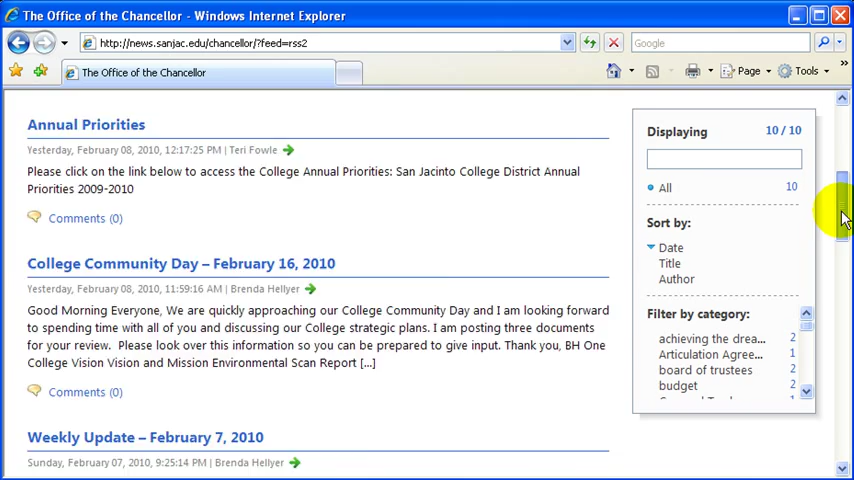 The Office of the Chancellor - Windows Internet Explorer
http://news.sanjac.edu/chancellor/?feed=rss2
Google
The Office of the Chancellor
Page
Tools
Annual Priorities
Yesterday, February 08, 2010, 12:17:25 PM | Teri Fowle
Please click on the link below to access the College Annual Priorities: San Jacinto College District Annual
Priorities 2009-2010
Comments (0)
College Community Day – February 16, 2010
Yesterday, February 08, 2010, 11:59:16 AM | Brenda Hellyer
Good Morning Everyone, We are quickly approaching our College Community Day and I am looking forward
to spending time with all of you and discussing our College strategic plans. I am posting three documents
for your review.  Please look over this information so you can be prepared to give input. Thank you, BH One
College Vision Vision and Mission Environmental Scan Report [...]
Comments (0)
Weekly Update – February 7, 2010
Sunday, February 07, 2010, 9:25:14 PM | Brenda Hellyer
Displaying 10 / 10
All 10
Sort by:
Date
Title
Author
Filter by category:
achieving the drea... 2
Articulation Agree... 1
board of trustees 2
budget 2